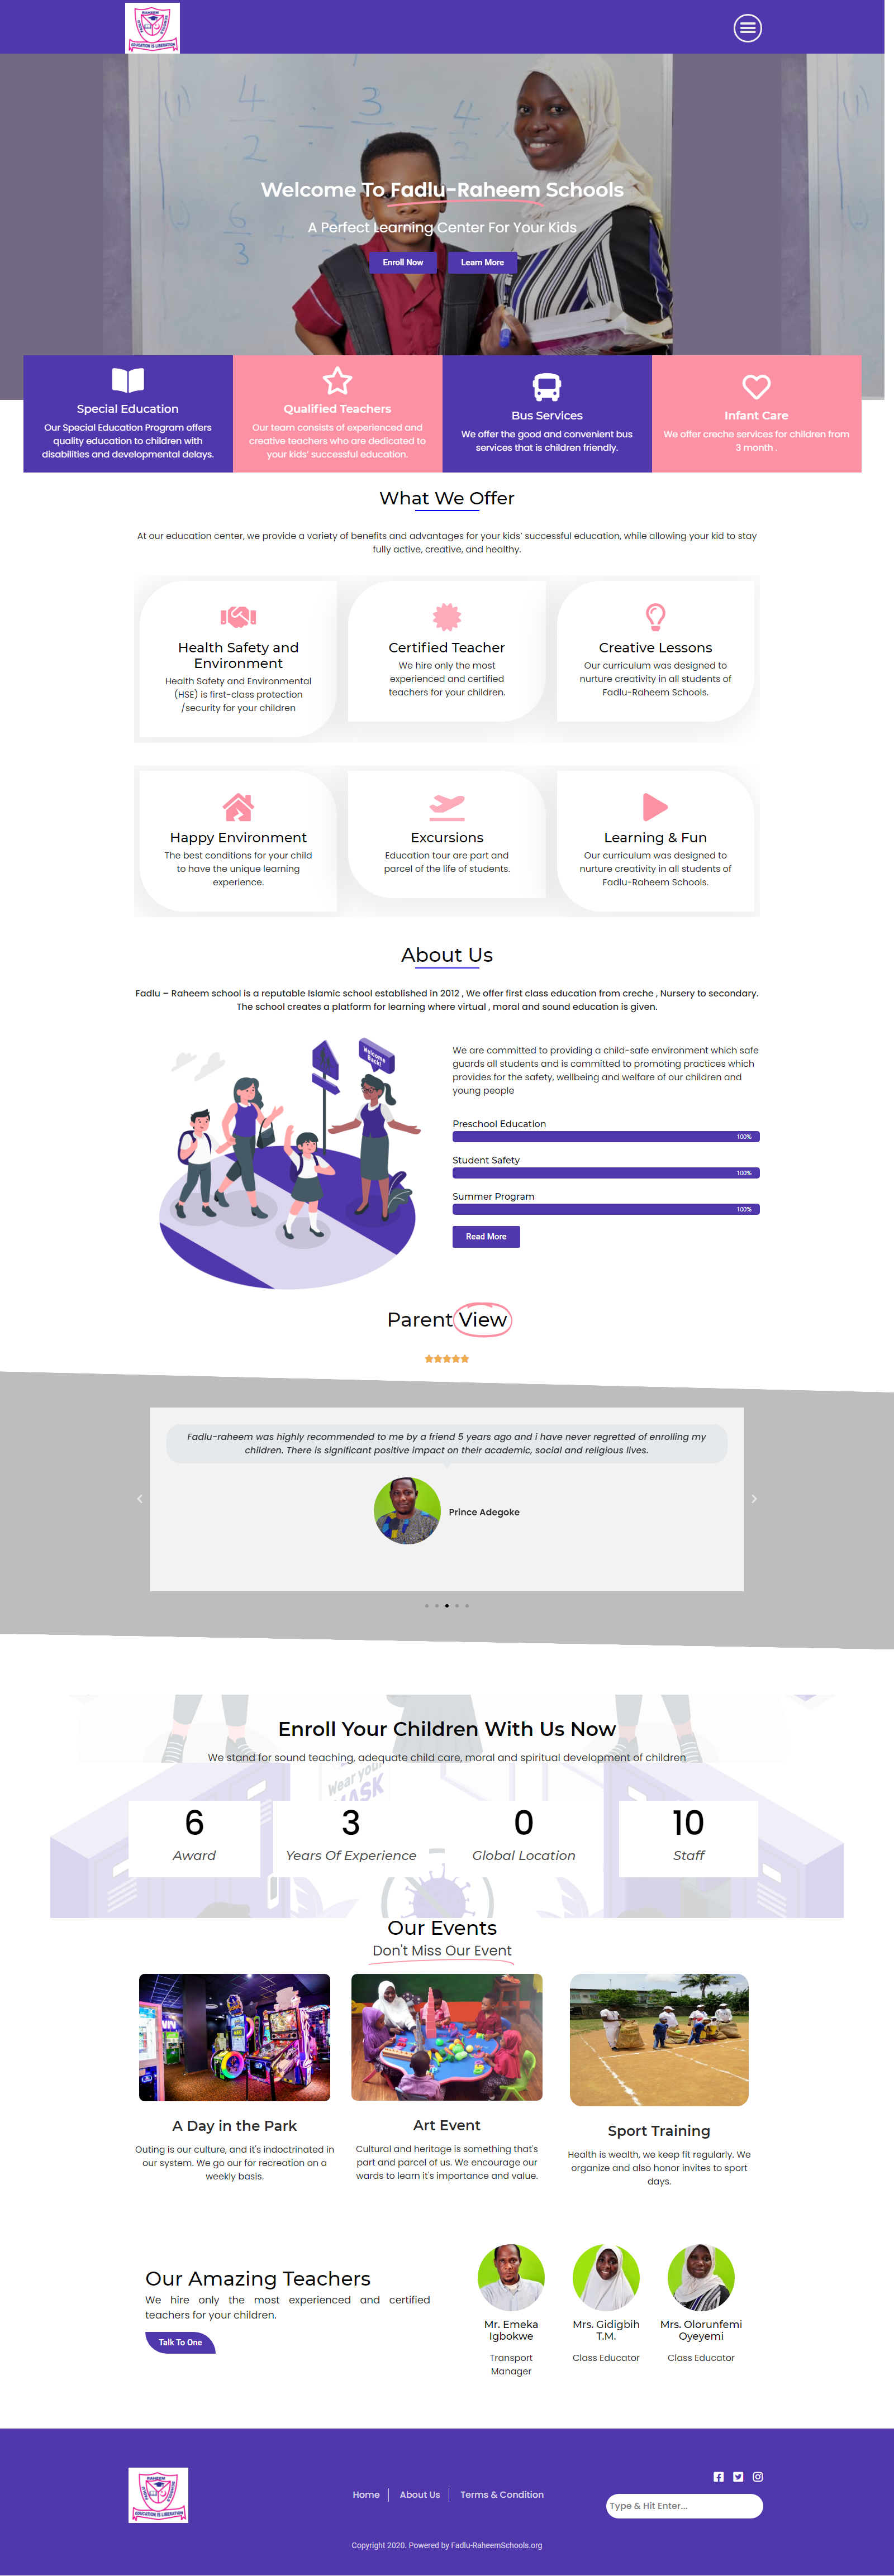 RAHEEM
EDUCATION IS LIBERATION
Welcome To Fadlu-Raheem Schools
A Perfect Learning Center For Your Kids
Enroll Now
Learn More
Special Education
Our Special Education Program offers
quality education to children with
disabilities and developmental delays.
Qualified Teachers
Our team consists of experienced and
creative teachers who are dedicated to
your kids' successful education.
Bus Services
We offer the good and convenient bus
services that is children friendly.
Infant Care
We offer creche services for children from
3 month .
What We Offer
At our education center, we provide a variety of benefits and advantages for your kids' successful education, while allowing your kid to stay
fully active, creative, and healthy.
Health Safety and
Environment
Health Safety and Environmental
(HSE) is first-class protection
/security for your children
Certified Teacher
We hire only the most
experienced and certified
teachers for your children.
Creative Lessons
Our curriculum was designed to
nurture creativity in all students of
Fadlu-Raheem Schools.
Happy Environment
The best conditions for your child
to have the unique learning
experience.
Excursions
Education tour are part and
parcel of the life of students.
Learning & Fun
Our curriculum was designed to
nurture creativity in all students of
Fadlu-Raheem Schools.
About Us
Fadlu – Raheem school is a reputable Islamic school established in 2012 , We offer first class education from creche , Nursery to secondary.
The school creates a platform for learning where virtual , moral and sound education is given.
Welcome
Back!
We are committed to providing a child-safe environment which safe
guards all students and is committed to promoting practices which
provides for the safety, wellbeing and welfare of our children and
young people
Preschool Education
100%
Student Safety
100%
Summer Program
100%
Read More
Parent View
Fadlu-raheem was highly recommended to me by a friend 5 years ago and i have never regretted of enrolling my
children. There is significant positive impact on their academic, social and religious lives.
Prince Adegoke
Enroll Your Children With Us Now
We stand for sound teaching, adequate child care, moral and spiritual development of children
Wear your
MASK
6
Award
3
Years Of Experience
0
Global Location
10
Staff
Our Events
Don't Miss Our Event
A Day in the Park
Outing is our culture, and it's indoctrinated in
our system. We go our for recreation on a
weekly basis.
Art Event
Cultural and heritage is something that's
part and parcel of us. We encourage our
wards to learn it's importance and value.
Sport Training
Health is wealth, we keep fit regularly. We
organize and also honor invites to sport
days.
Our Amazing Teachers
We hire only the most experienced and certified
teachers for your children.
Talk To One
Mr. Emeka
Igbokwe
Transport
Manager
Mrs. Gidigbih
T.M.
Class Educator
Mrs. Olorunfemi
Oyeyemi
Class Educator
RAHEEM
EDUCATION IS LIBERATION
Home
About Us
Terms & Condition
Type & Hit Enter...
Copyright 2020. Powered by Fadlu-RaheemSchools.org